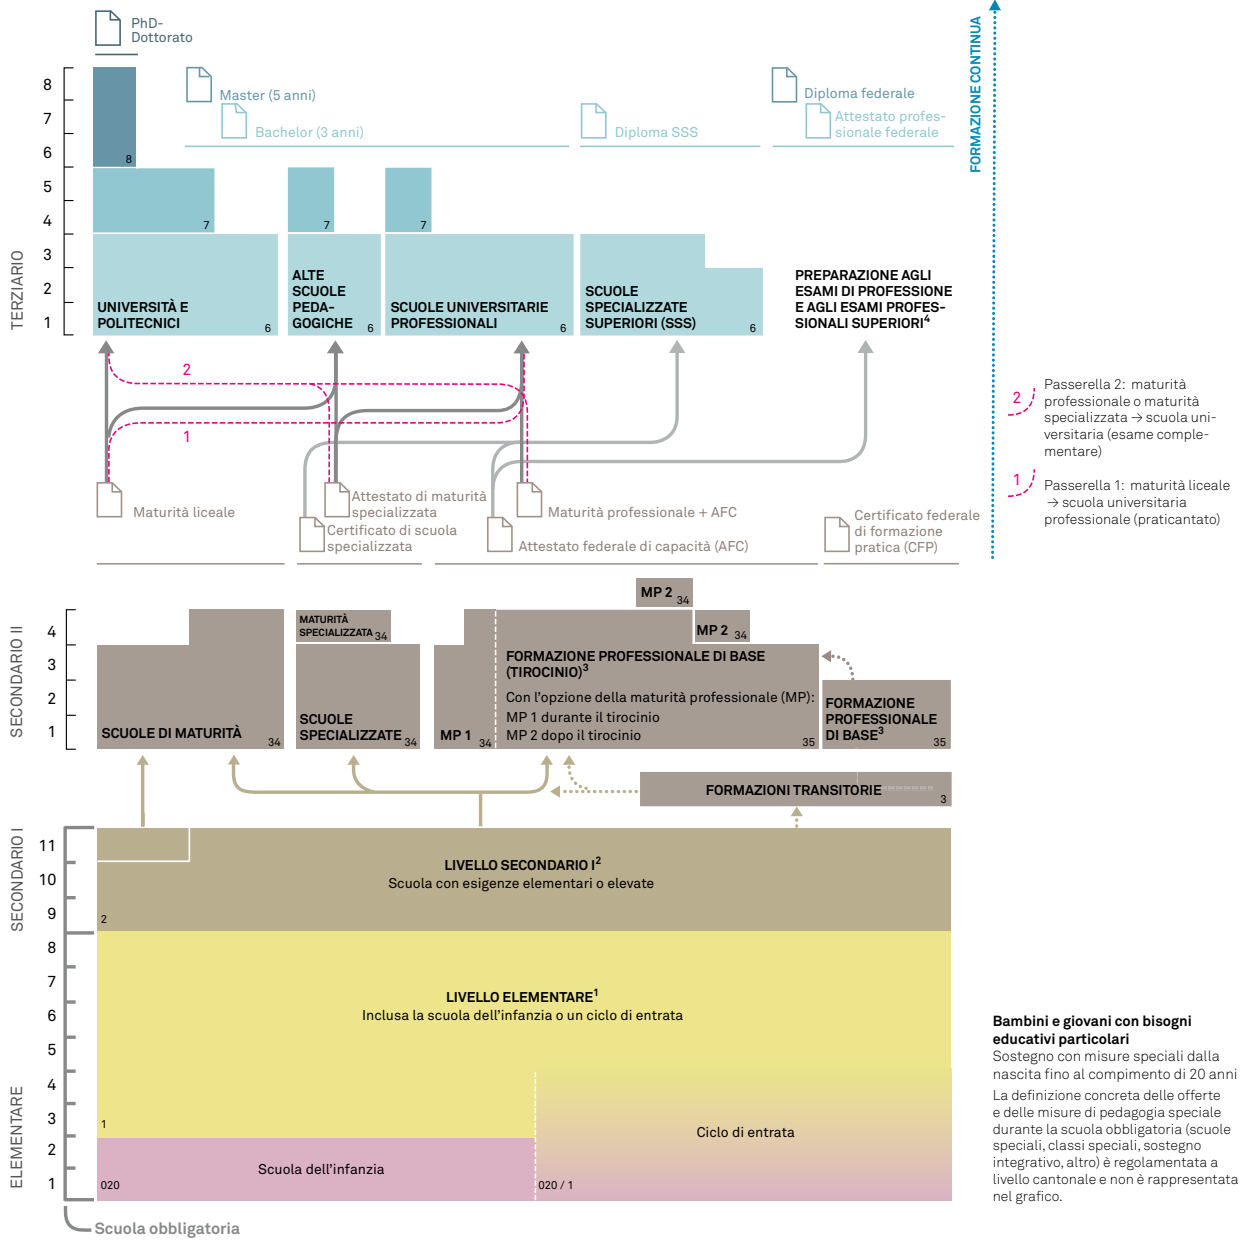 PhD-
Dottorato
Master (5 anni)
Bachelor (3 anni)
Diploma SSS
Diploma federale
Attestato profes-
sionale federale
FORMAZIONE CONTINUA
TERZIARIO
8
7
6
5
4
3
2
1
8
7
7
7
UNIVERSITÀ E
POLITECNICI
6
ALTE
SCUOLE
PEDA-
GOGICHE
6
SCUOLE UNIVERSITARIE
PROFESSIONALI
6
SCUOLE
SPECIALIZZATE
SUPERIORI (SSS)
6
PREPARAZIONE AGLI
ESAMI DI PROFESSIONE
E AGLI ESAMI PROFES-
SIONALI SUPERIORI4
2
1
2
Passerella 2: maturità
professionale o maturità
specializzata → scuola uni-
versitaria (esame comple-
mentare)
1
Passerella 1: maturità liceale
→ scuola universitaria
professionale (praticantato)
Maturità liceale
Attestato di maturità
specializzata
Certificato di scuola
specializzata
Maturità professionale + AFC
Attestato federale di capacità (AFC)
Certificato federale
di formazione
pratica (CFP)
SECONDARIO II
4
3
2
1
SCUOLE DI MATURITÀ
34
MATURITÀ
SPECIALIZZATA 34
SCUOLE
SPECIALIZZATE 34
MP 1 34
MP 2 34
MP 2 34
FORMAZIONE PROFESSIONALE DI BASE
(TIROCINIO)3
Con l’opzione della maturità professionale (MP):
MP 1 durante il tirocinio
MP 2 dopo il tirocinio
35
FORMAZIONE
PROFESSIONALE
DI BASE3
35
FORMAZIONI TRANSITORIE
3
SECONDARIO I
11
10
9
LIVELLO SECONDARIO I2
Scuola con esigenze elementari o elevate
2
ELEMENTARE
8
7
6
5
4
3
2
1
LIVELLO ELEMENTARE1
Inclusa la scuola dell’infanzia o un ciclo di entrata
1
Scuola dell’infanzia
020
Ciclo di entrata
020 / 1
Scuola obbligatoria
Bambini e giovani con bisogni
educativi particolari
Sostegno con misure speciali dalla
nascita fino al compimento di 20 anni
La definizione concreta delle offerte
e delle misure di pedagogia speciale
durante la scuola obbligatoria (scuole
speciali, classi speciali, sostegno
integrativo, altro) è regolamentata a
livello cantonale e non è rappresentata
nel grafico.